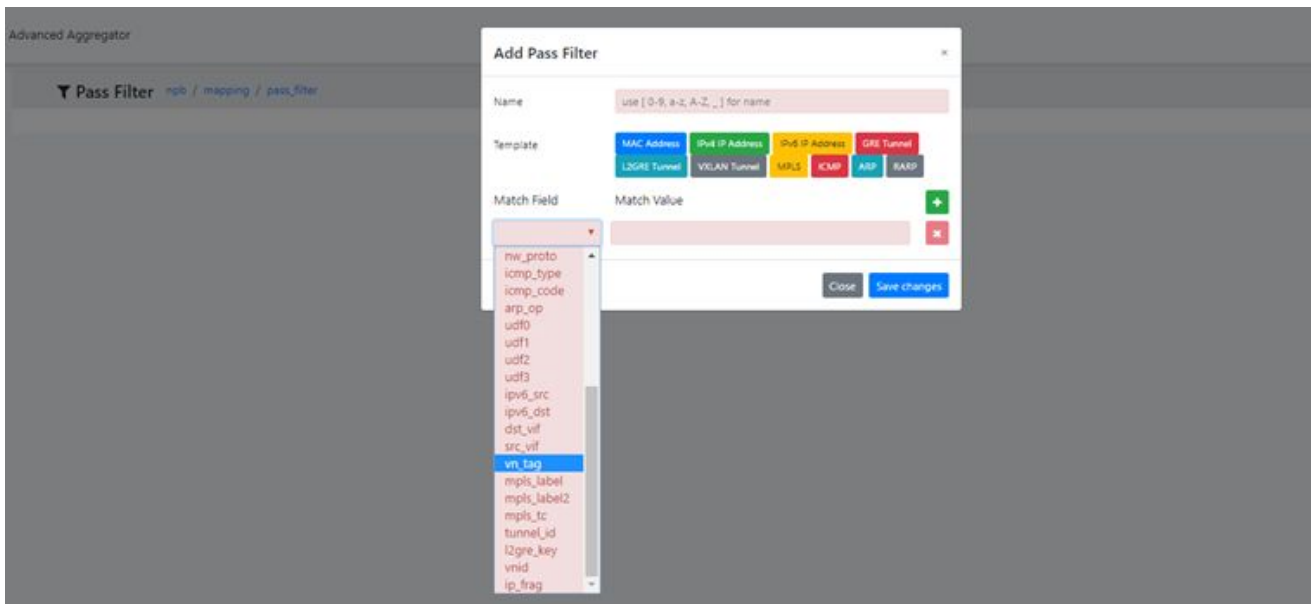 Advanced Aggregator
Add Pass Filter ×
Pass Filter npb / mapping / pass_filter
Name use [ 0-9, a-z, A-Z, _ ] for name
Template MAC Address IPv4 IP Address IPv6 IP Address GRE Tunnel
L2GRE Tunnel VXLAN Tunnel MPLS ICMP ARP RARP
Match Field Match Value
nw_proto
icmp_type
icmp_code
Close Save changes
arp_op
udf0
udf1
udf2
udf3
ipv6_src
ipv6_dst
dst_vif
src_vif
vn_tag
mpls_label
mpls_label2
mpls_tc
tunnel_id
l2gre_key
vnid
ip_frag